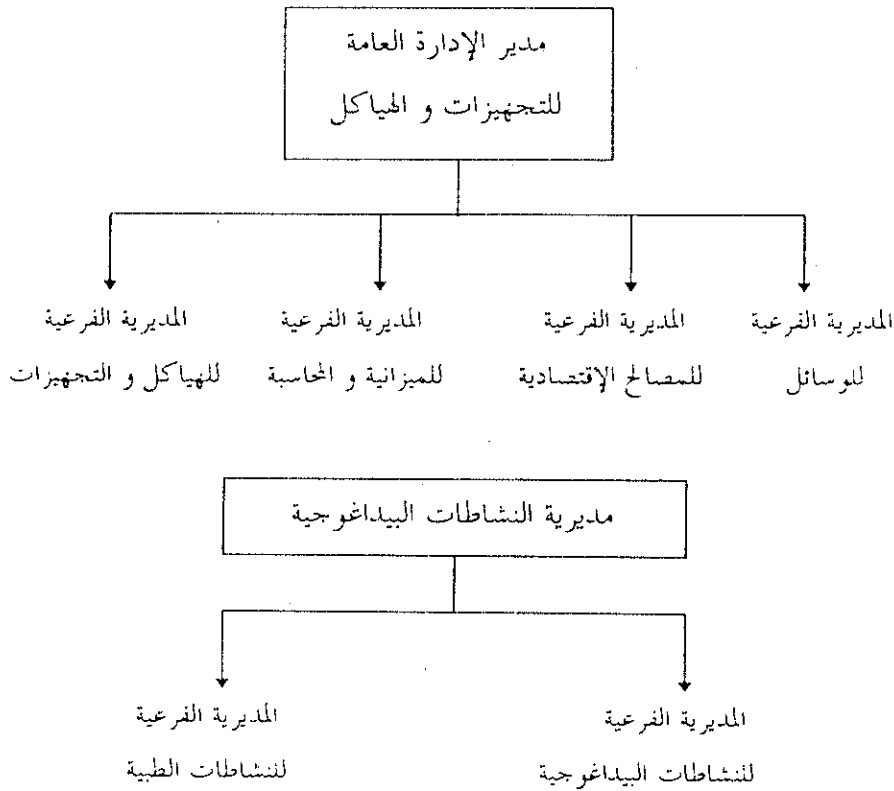 مدير الإدارة العامة
للتجهيزات و الهياكل
المديرية الفرعية
للوسائل
المديرية الفرعية
للمصالح الإقتصادية
المديرية الفرعية
للميزانية و المحاسبة
المديرية الفرعية
للهياكل و التجهيزات
مديرية النشاطات البيداغوجية
المديرية الفرعية
للنشاطات البيداغوجية
المديرية الفرعية
للنشاطات الطبية